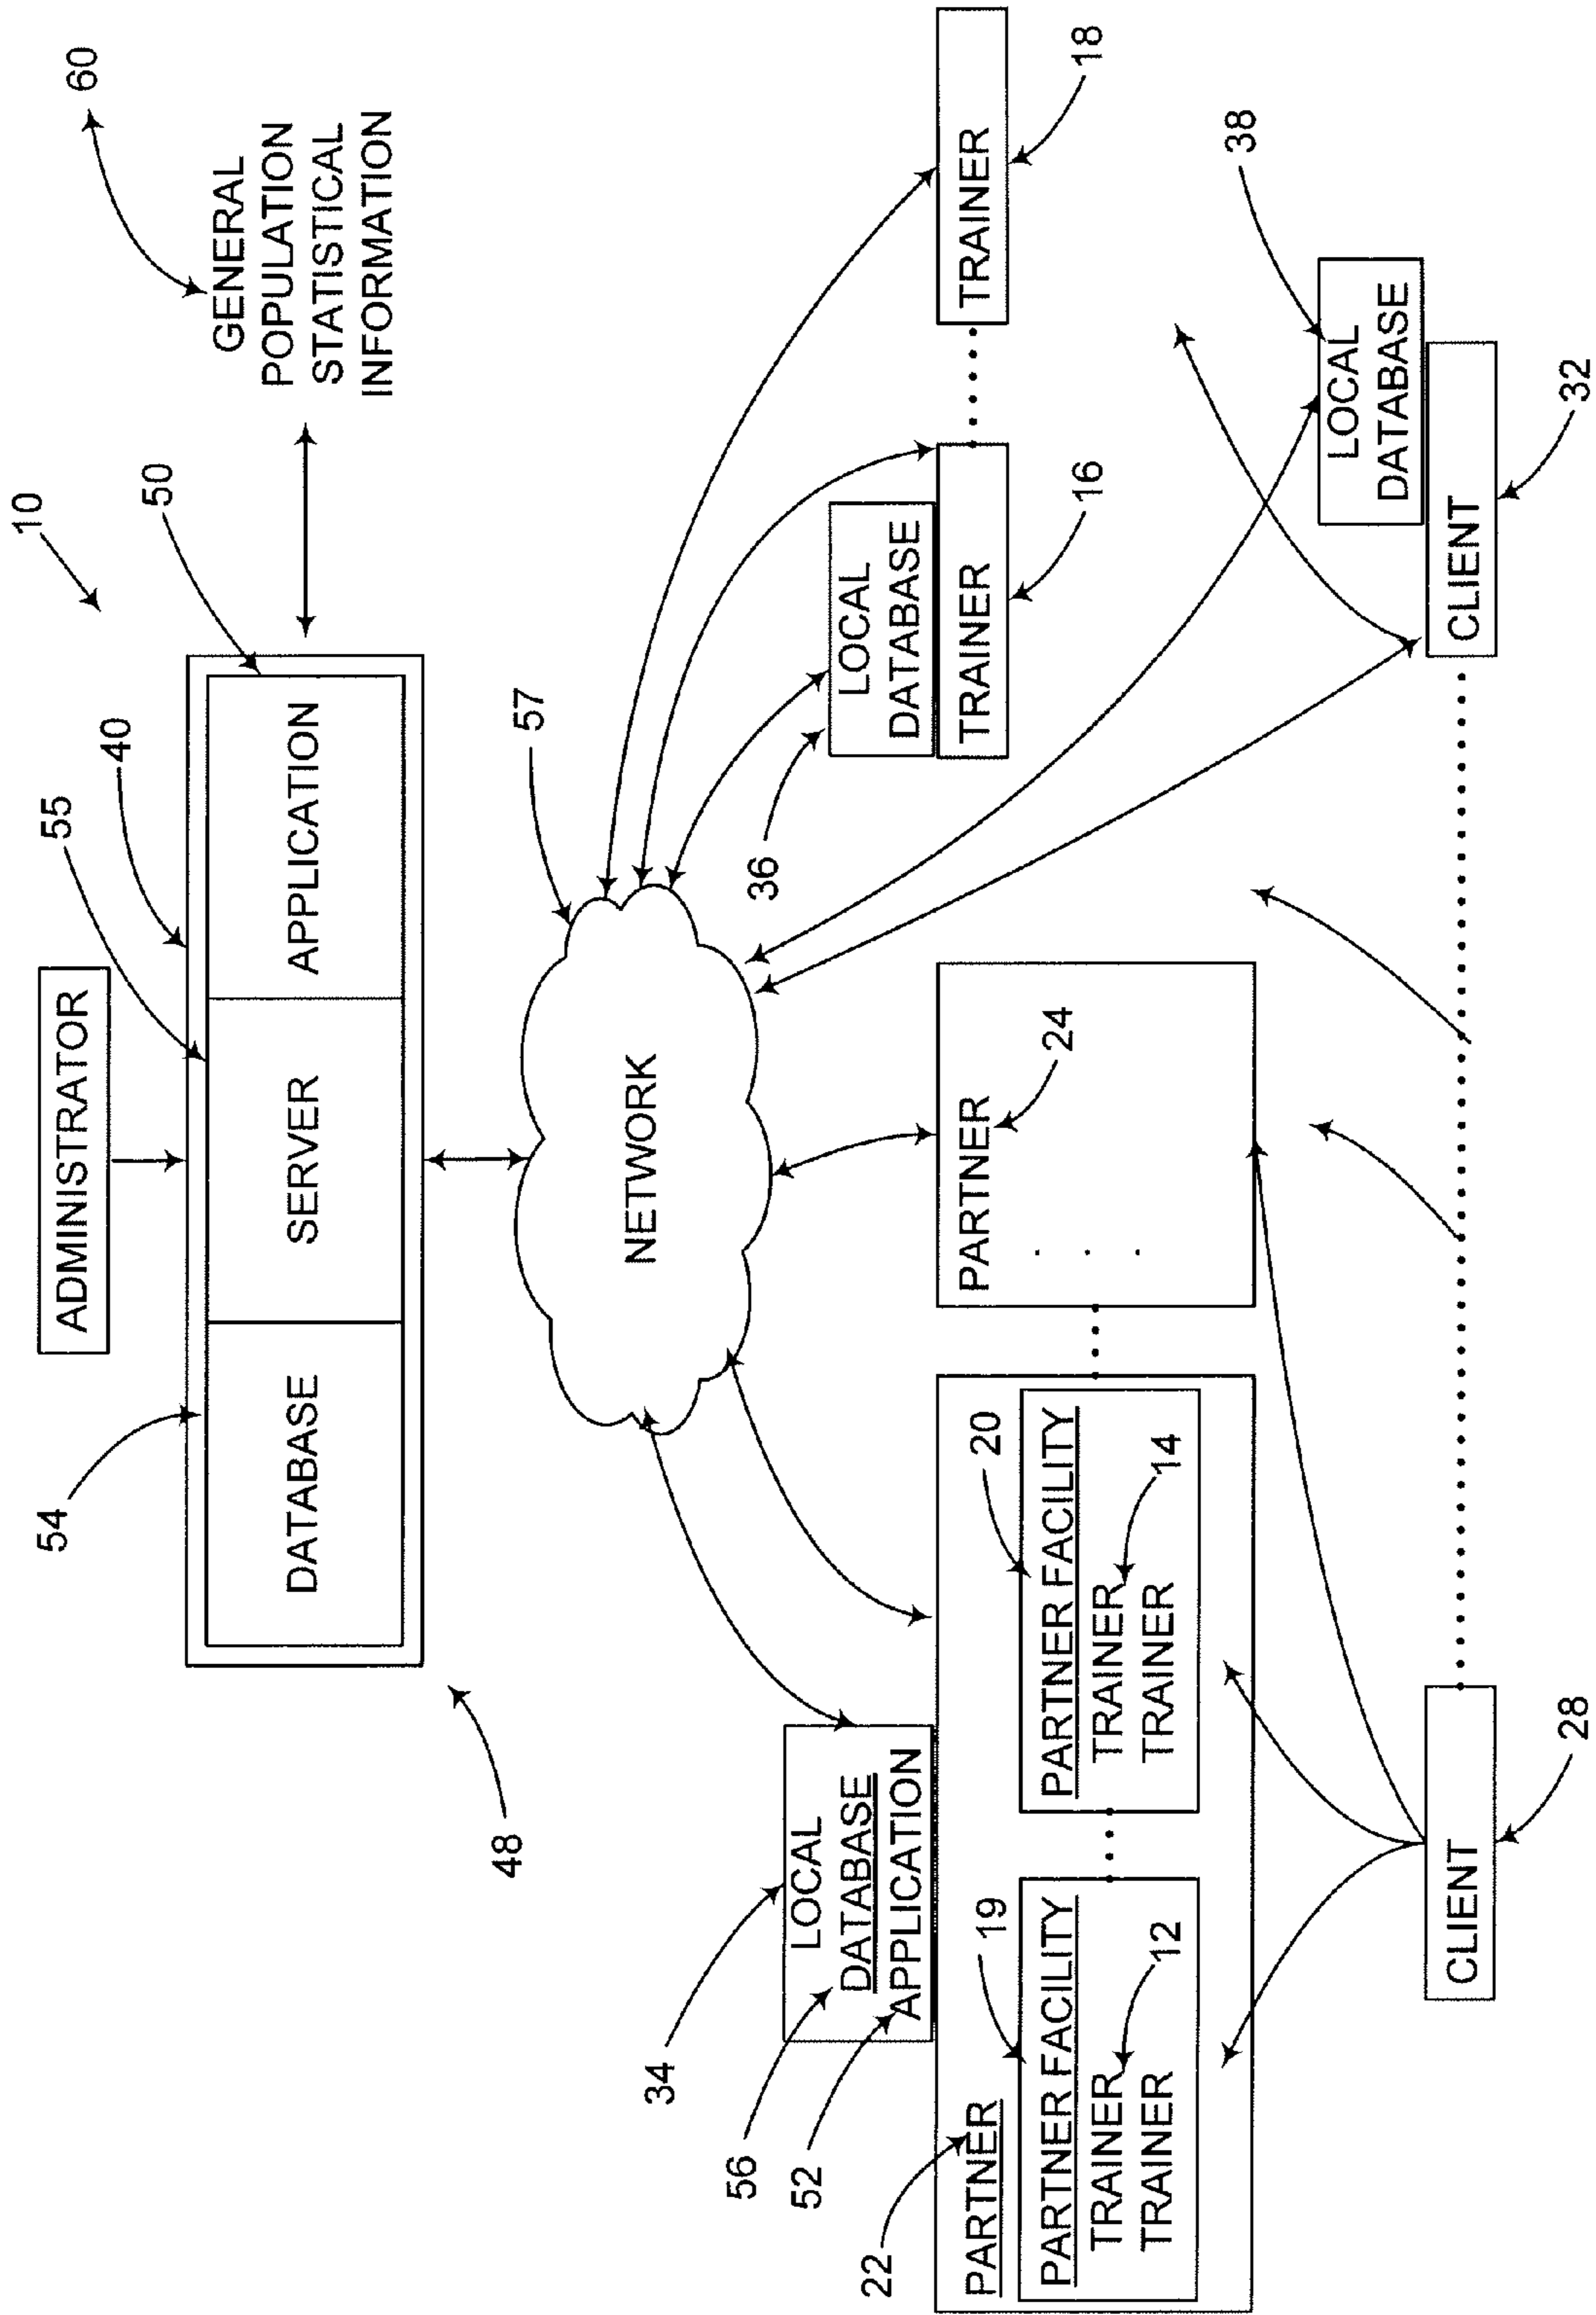 10
60
ADMINISTRATOR
54
55
40
50
DATABASE
SERVER
APPLICATION
GENERAL
POPULATION
STATISTICAL
INFORMATION
48
57
NETWORK
34
56
52
LOCAL
DATABASE
APPLICATION
36
LOCAL
DATABASE
TRAINER
16
TRAINER
18
22
PARTNER
19
PARTNER FACILITY
TRAINER
TRAINER
12
20
PARTNER FACILITY
TRAINER
TRAINER
14
PARTNER
24
38
LOCAL
DATABASE
CLIENT
28
CLIENT
32